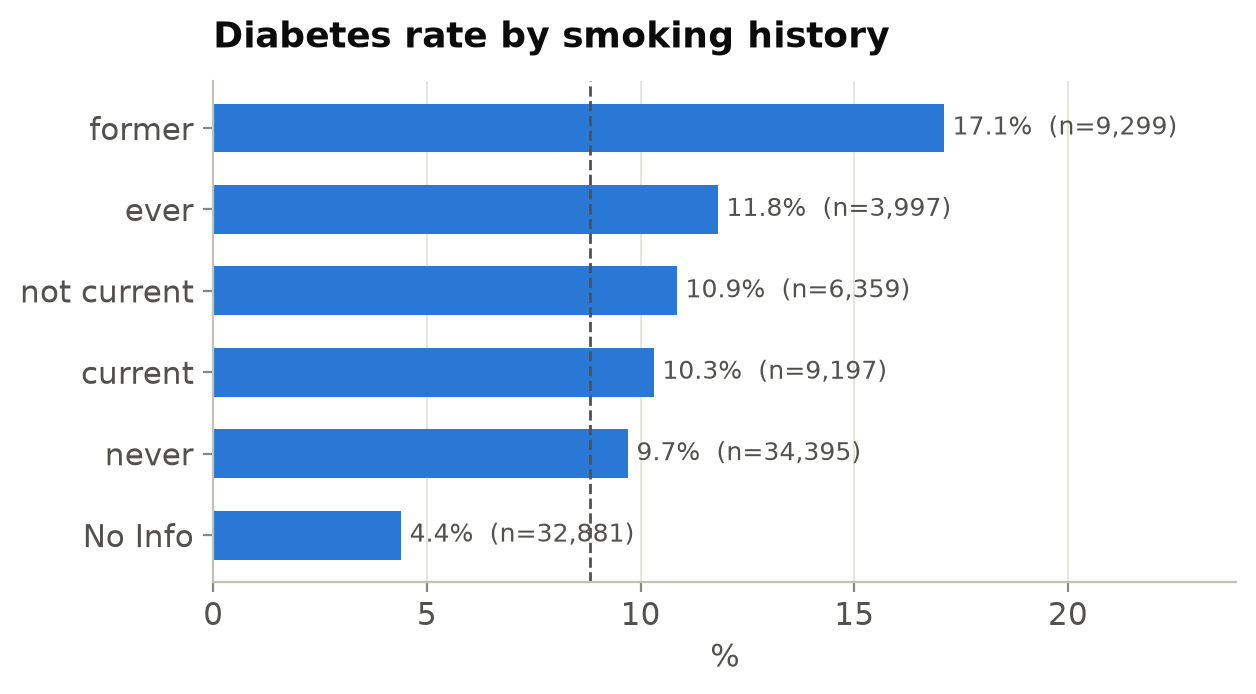 Diabetes rate by smoking history
former 17.1% (n=9,299)
ever 11.8% (n=3,997)
not current 10.9% (n=6,359)
current 10.3% (n=9,197)
never 9.7% (n=34,395)
No Info 4.4% (n=32,881)
0 5 10 15 20
%